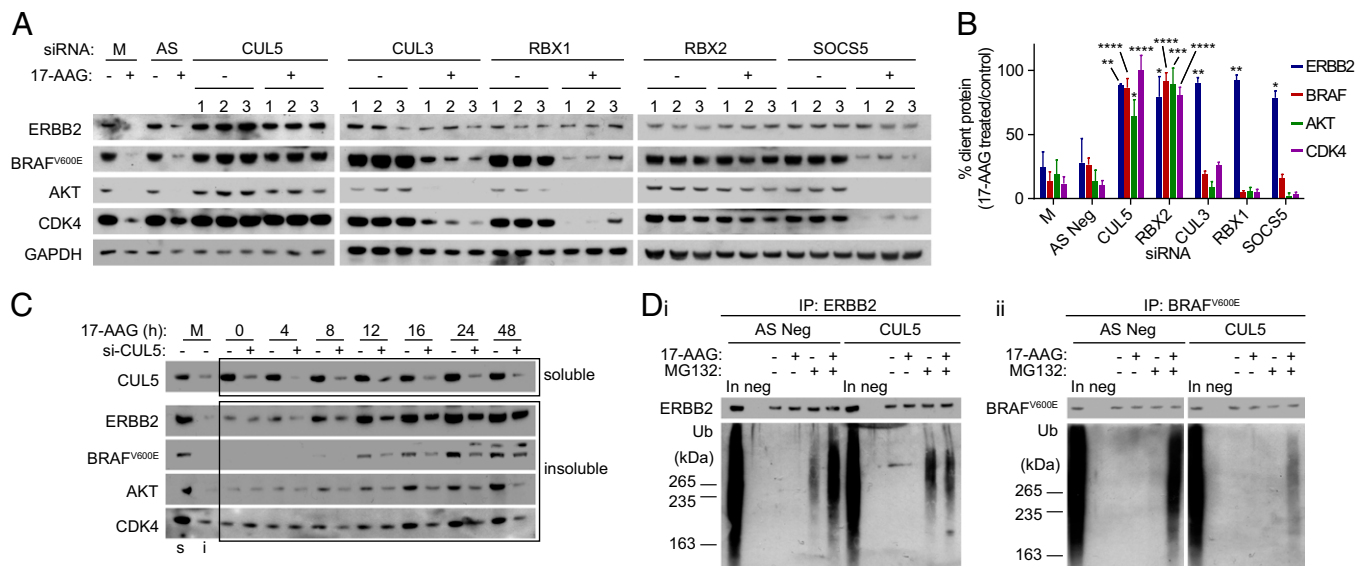 A
siRNA: M AS CUL5 CUL3 RBX1 RBX2 SOCS5
17-AAG: - + - + - + - + - + - + - +
1 2 3 1 2 3 1 2 3 1 2 3 1 2 3 1 2 3 1 2 3 1 2 3 1 2 3 1 2 3
ERBB2
BRAFV600E
AKT
CDK4
GAPDH
B
% client protein
(17-AAG treated/control)
100
50
0
** **** * **** * **** *** **** ** ** *
ERBB2
BRAF
AKT
CDK4
M AS Neg CUL5 RBX2 CUL3 RBX1 SOCS5
siRNA
C
17-AAG (h): M 0 4 8 12 16 24 48
si-CUL5: - - - + - + - + - + - + - + - +
CUL5 soluble
ERBB2
BRAFV600E
insoluble
AKT
CDK4
s i
Di
IP: ERBB2
AS Neg CUL5
17-AAG: - + - + - + - +
MG132: - - + + - - + +
In neg In neg
ERBB2
Ub
(kDa)
265
235
163
ii
IP: BRAFV600E
AS Neg CUL5
17-AAG: - + - + - + - +
MG132: - - + + - - + +
In neg In neg
BRAFV600E
Ub
(kDa)
265
235
163